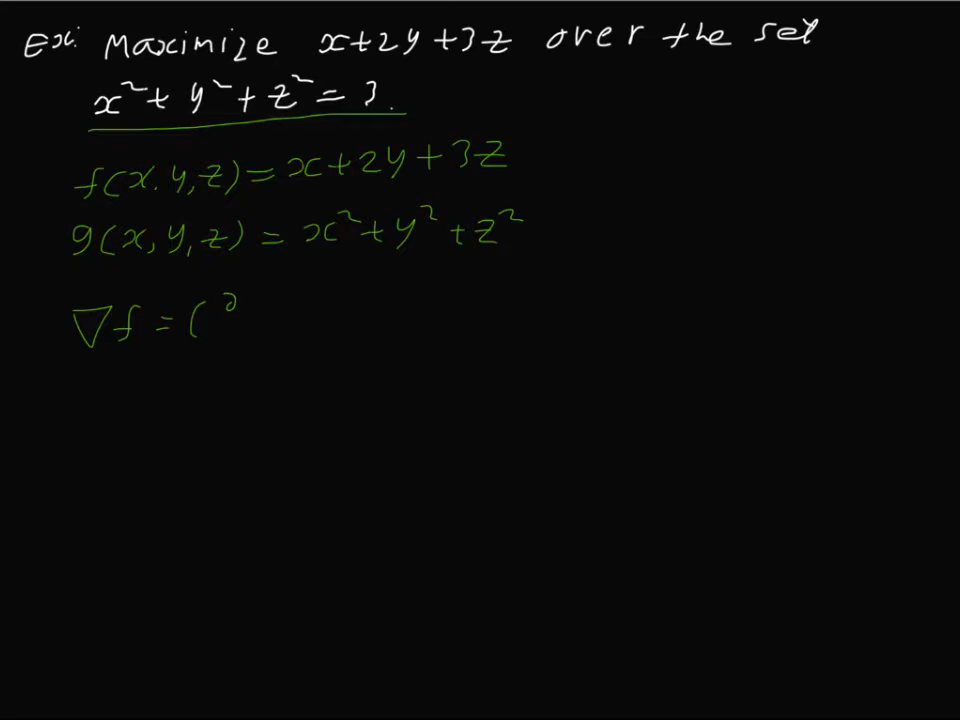 Ex: Maximize x+2y+3z over the set
x²+y²+z²=3.
f(x,y,z)=x+2y+3z
g(x,y,z)=x²+y²+z²
∇f=(∂